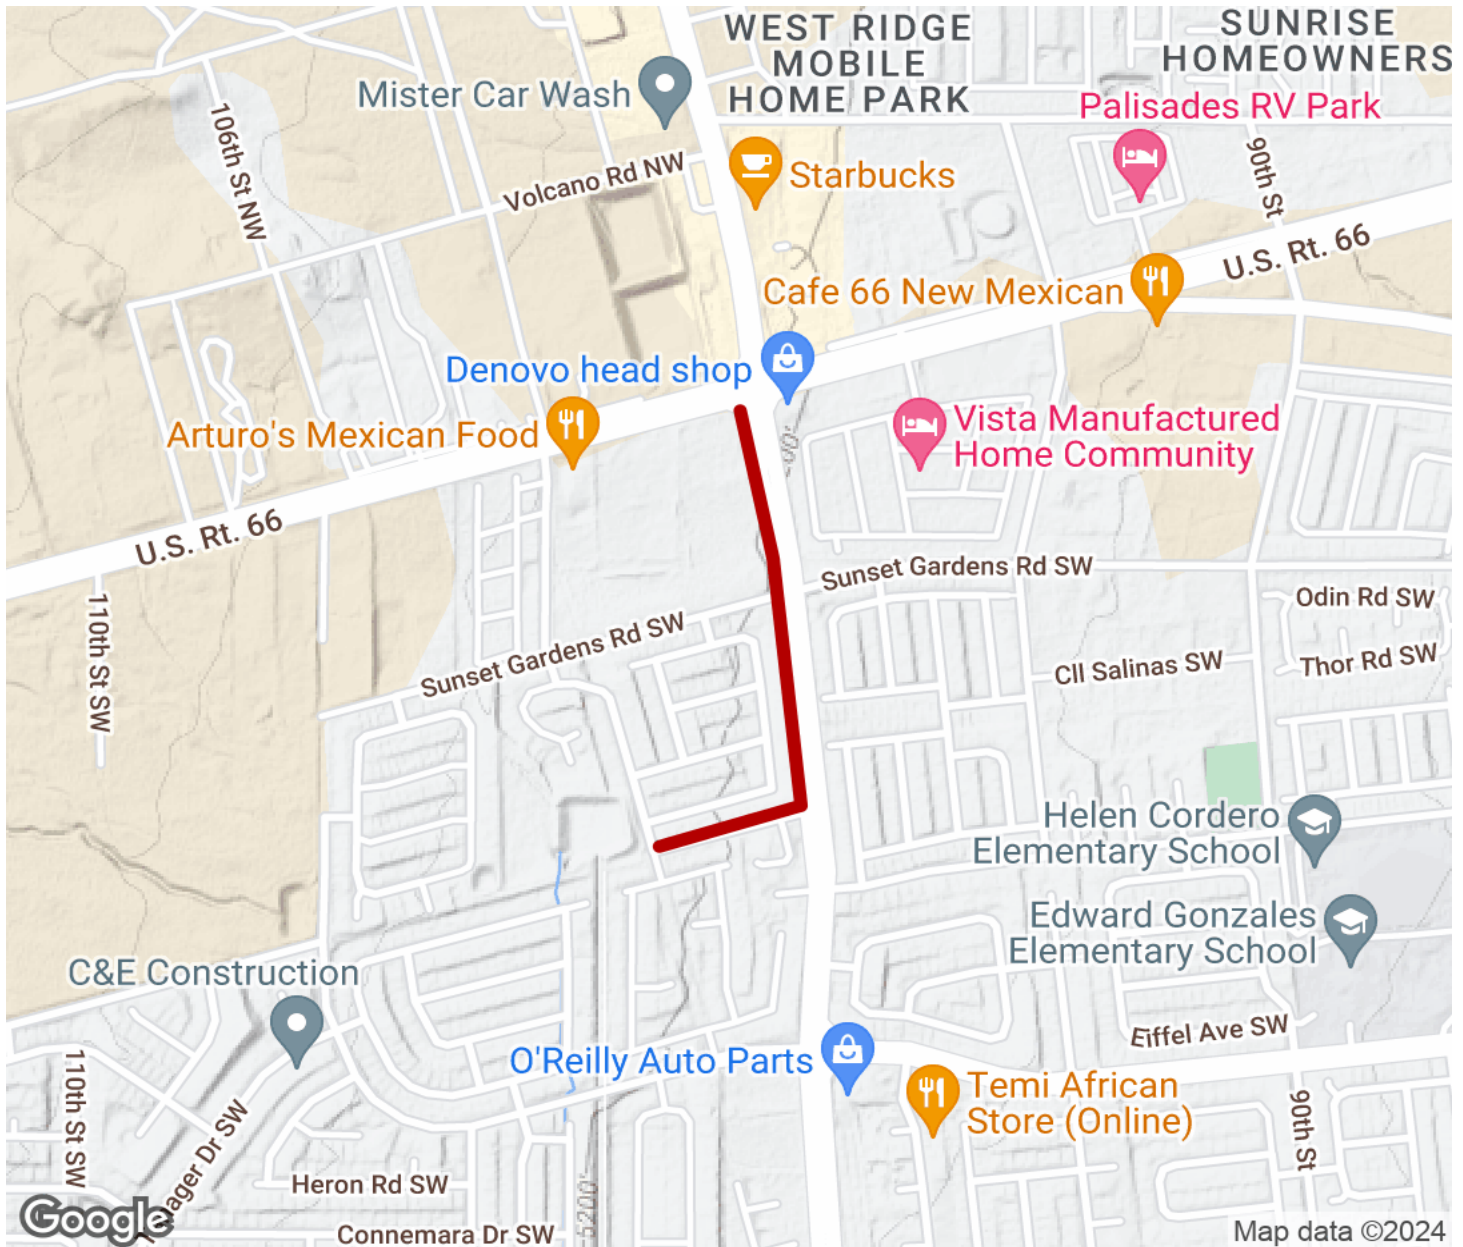 WEST RIDGE
MOBILE
HOME PARK
SUNRISE
HOMEOWNERS
Mister Car Wash
Palisades RV Park
106th St NW
Volcano Rd NW
Starbucks
90th St
U.S. Rt. 66
Cafe 66 New Mexican
Denovo head shop
Arturo's Mexican Food
Vista Manufactured
Home Community
U.S. Rt. 66
110th St SW
Sunset Gardens Rd SW
Sunset Gardens Rd SW
Odin Rd SW
Cll Salinas SW
Thor Rd SW
Helen Cordero
Elementary School
Edward Gonzales
Elementary School
C&E Construction
Eiffel Ave SW
O'Reilly Auto Parts
Temi African
Store (Online)
110th St SW
Dr SW
90th St
Heron Rd SW
5200'
Connemara Dr SW
Google
Map data ©2024